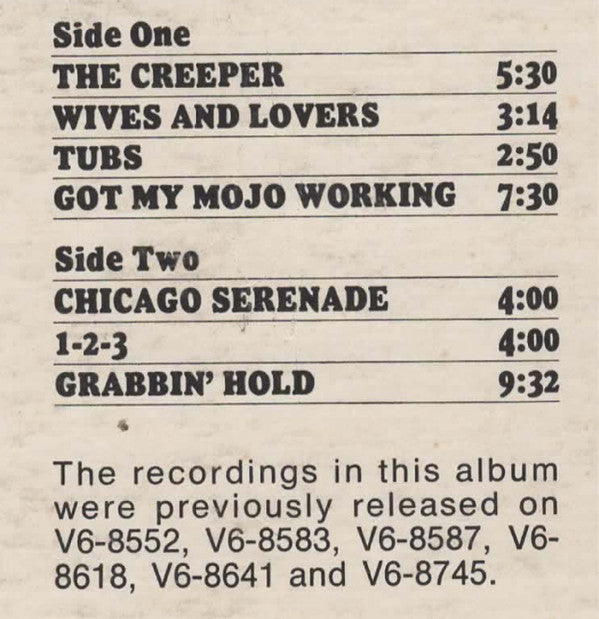 Side One
THE CREEPER 5:30
WIVES AND LOVERS 3:14
TUBS 2:50
GOT MY MOJO WORKING 7:30
Side Two
CHICAGO SERENADE 4:00
1-2-3 4:00
GRABBIN' HOLD 9:32
The recordings in this album
were previously released on
V6-8552, V6-8583, V6-8587, V6-
8618, V6-8641 and V6-8745.